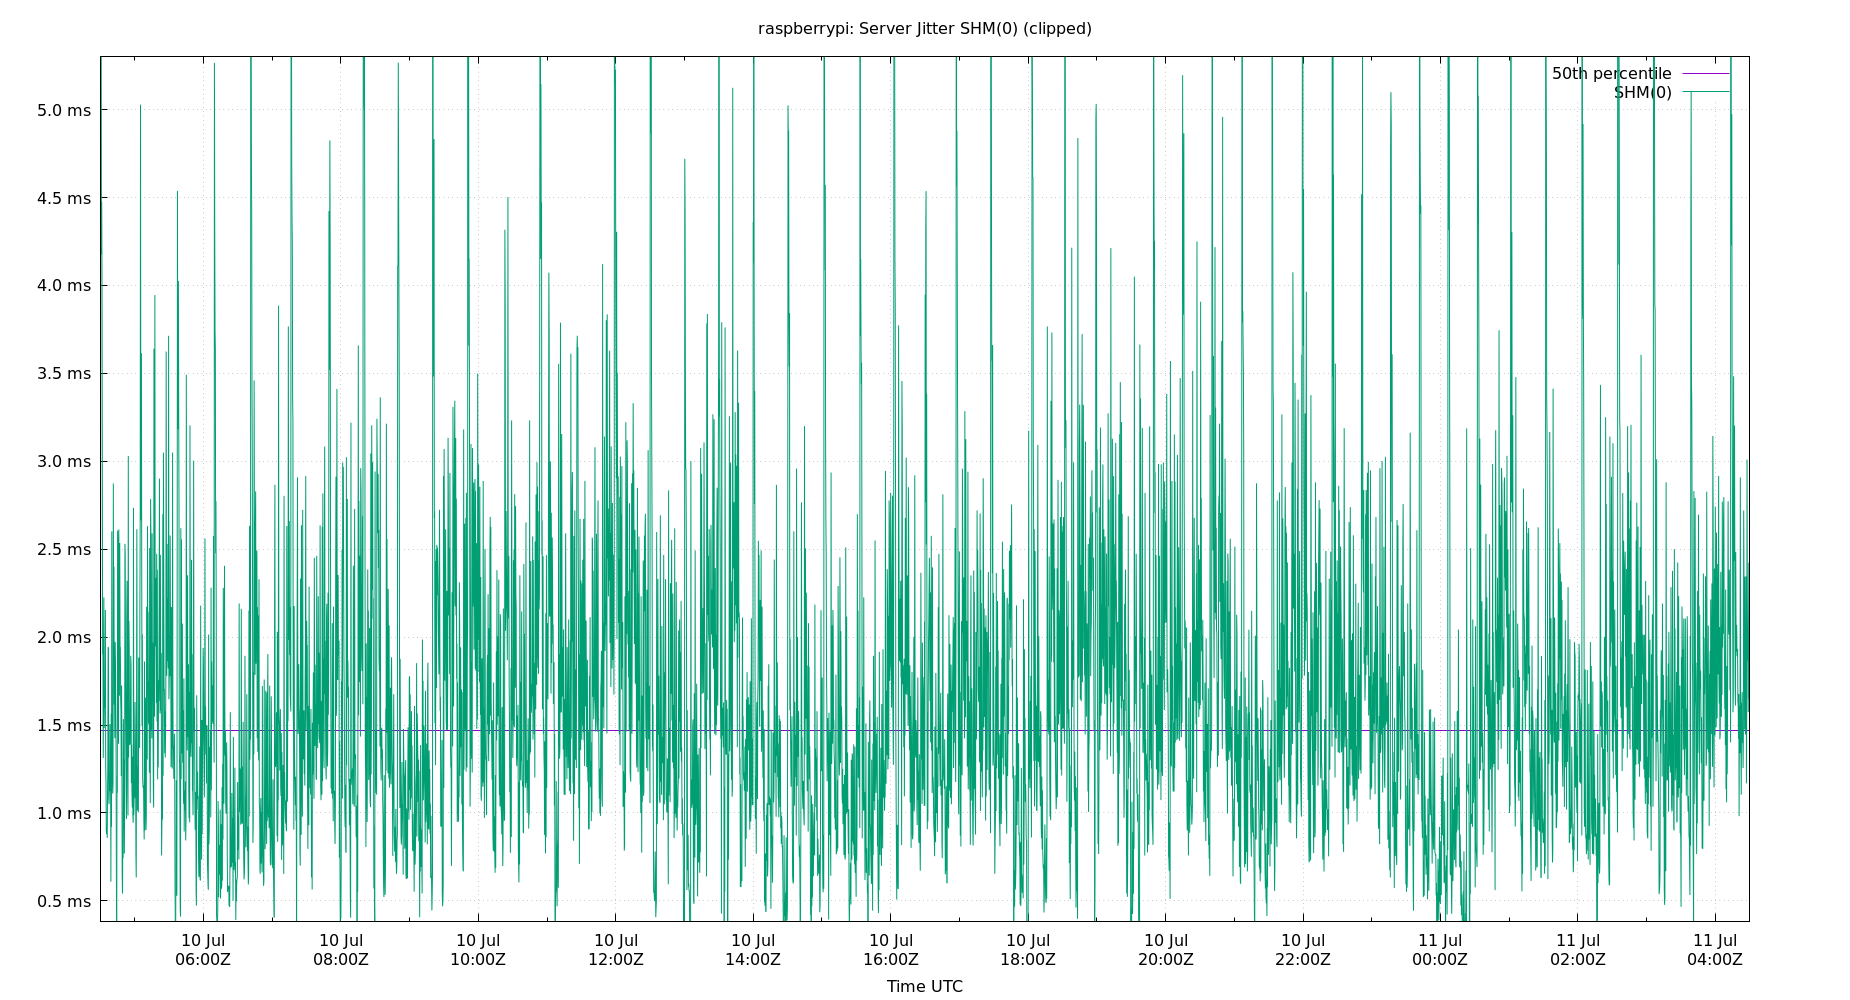 raspberrypi: Server Jitter SHM(0) (clipped)
50th percentile
SHM(0)
5.0 ms
4.5 ms
4.0 ms
3.5 ms
3.0 ms
2.5 ms
2.0 ms
1.5 ms
1.0 ms
0.5 ms
10 Jul 10 Jul 10 Jul 10 Jul 10 Jul 10 Jul 10 Jul 10 Jul 10 Jul 11 Jul 11 Jul 11 Jul
06:00Z 08:00Z 10:00Z 12:00Z 14:00Z 16:00Z 18:00Z 20:00Z 22:00Z 00:00Z 02:00Z 04:00Z
Time UTC